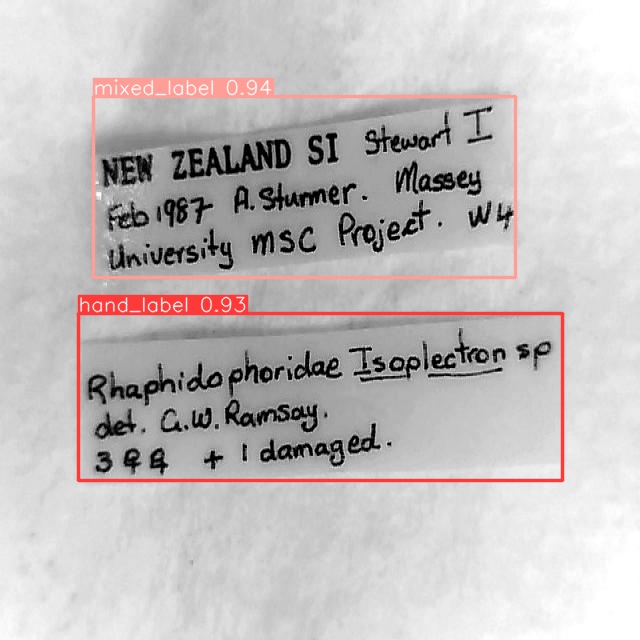 mixed_label 0.94
NEW ZEALAND SI Stewart I
Feb 1987 A. Sturmer. Massey
University MSC Project. W4
hand_label 0.93
Rhaphidophoridae Isoplectron sp
det. G.W. Ramsay.
3 ♀♀ + 1 damaged.